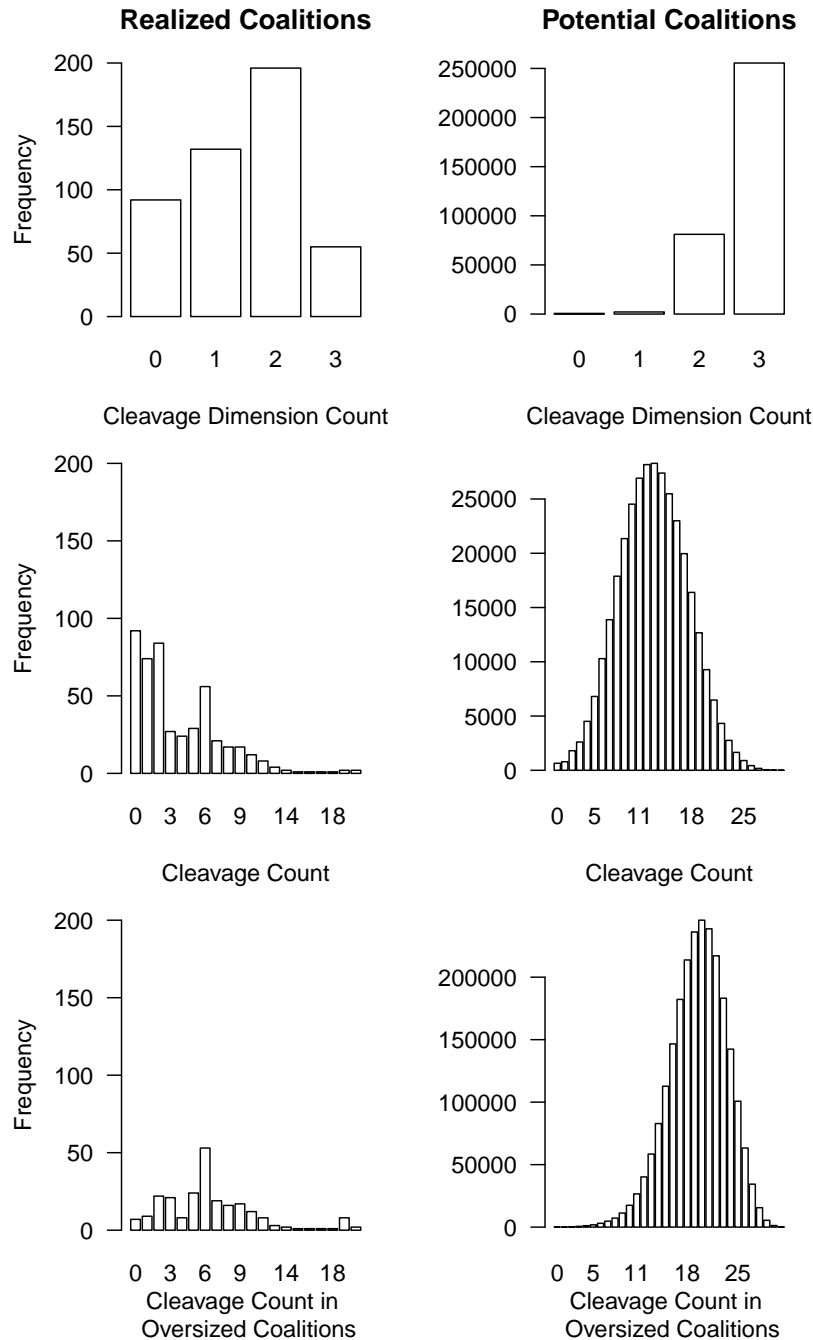 Realized Coalitions
Potential Coalitions
Frequency
200
150
100
50
0
0 1 2 3
Cleavage Dimension Count
250000
200000
150000
100000
50000
0
0 1 2 3
Cleavage Dimension Count
Frequency
200
150
100
50
0
0 3 6 9 14 18
Cleavage Count
25000
20000
15000
10000
5000
0
0 5 11 18 25
Cleavage Count
Frequency
200
150
100
50
0
0 3 6 9 14 18
Cleavage Count in
Oversized Coalitions
200000
150000
100000
50000
0
0 5 11 18 25
Cleavage Count in
Oversized Coalitions